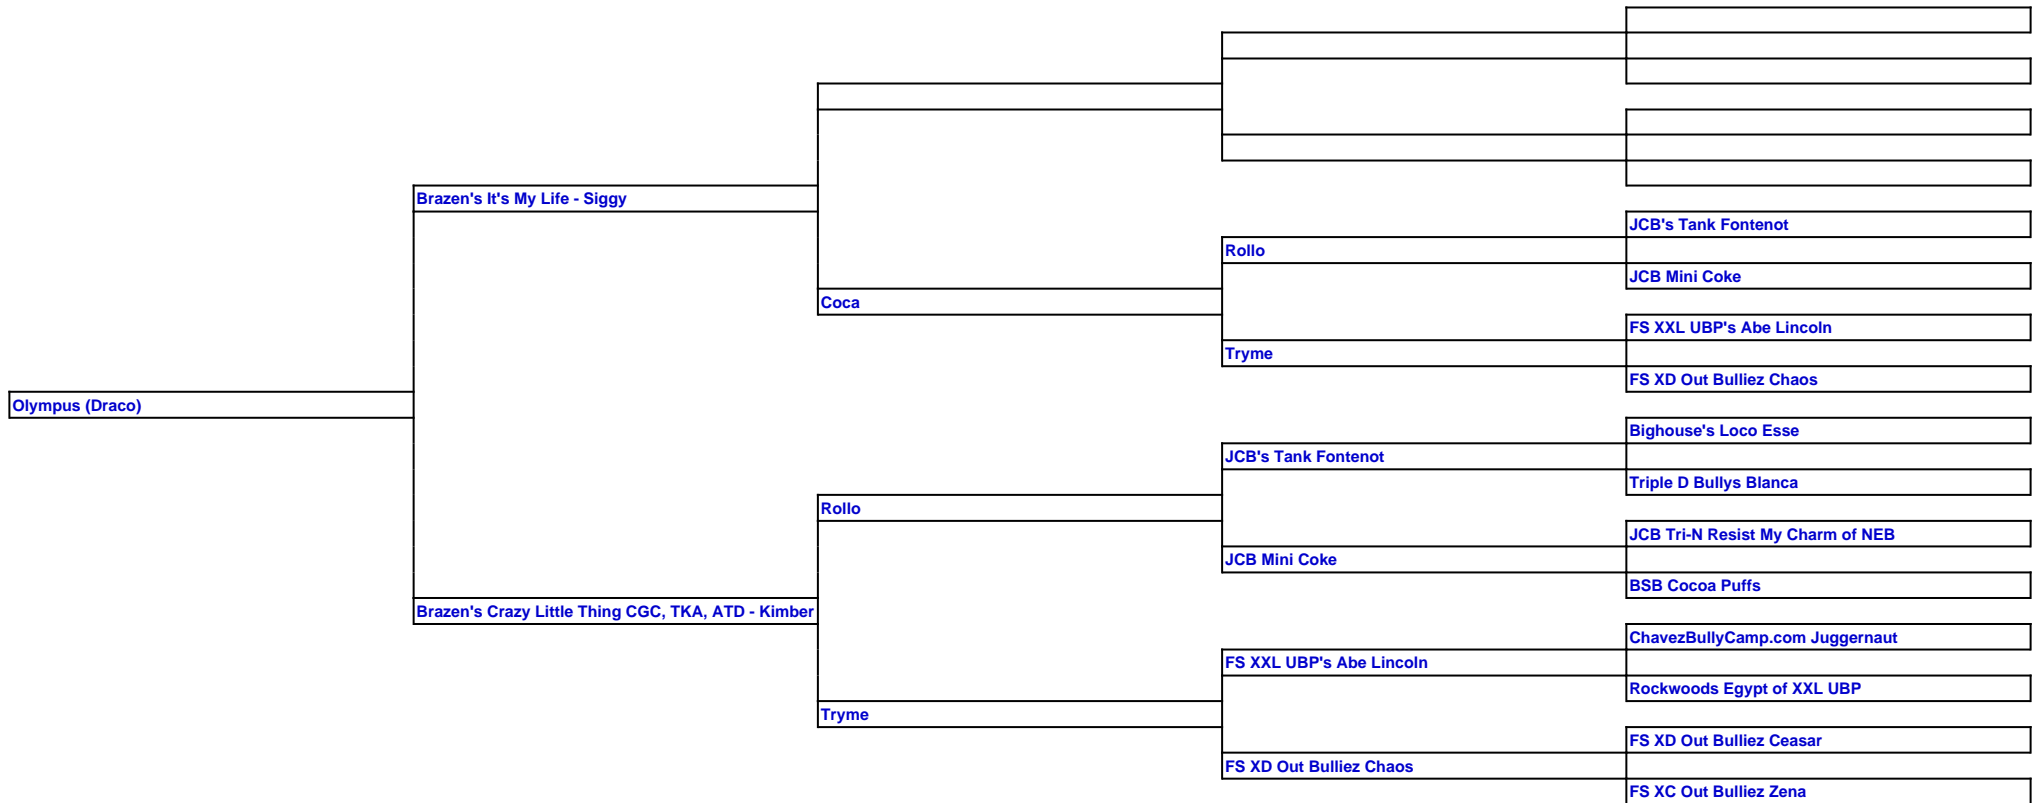 Brazen's It's My Life - Siggy
JCB's Tank Fontenot
Rollo
JCB Mini Coke
Coca
FS XXL UBP's Abe Lincoln
Tryme
FS XD Out Bulliez Chaos
Olympus (Draco)
Bighouse's Loco Esse
JCB's Tank Fontenot
Triple D Bullys Blanca
Rollo
JCB Tri-N Resist My Charm of NEB
JCB Mini Coke
BSB Cocoa Puffs
Brazen's Crazy Little Thing CGC, TKA, ATD - Kimber
ChavezBullyCamp.com Juggernaut
FS XXL UBP's Abe Lincoln
Rockwoods Egypt of XXL UBP
Tryme
FS XD Out Bulliez Ceasar
FS XD Out Bulliez Chaos
FS XC Out Bulliez Zena